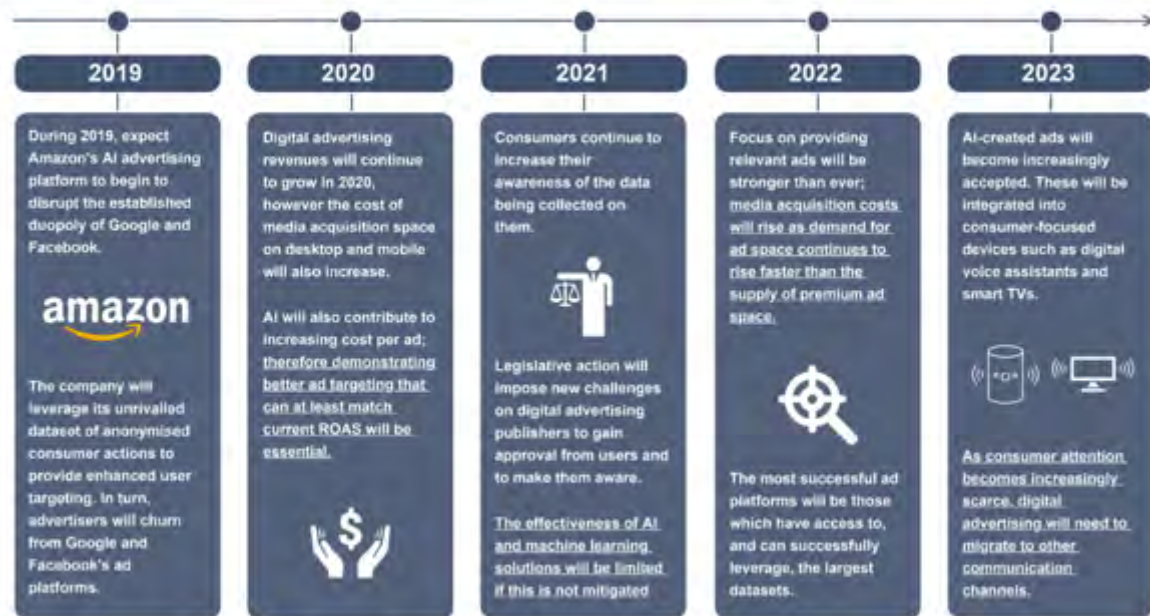 2019
During 2019, expect
Amazon's AI advertising
platform to begin to
disrupt the established
duopoly of Google and
Facebook.
amazon
The company will
leverage its unrivalled
dataset of anonymised
consumer actions to
provide enhanced user
targeting. In turn,
advertisers will churn
from Google and
Facebook's ad
platforms.
2020
Digital advertising
revenues will continue
to grow in 2020,
however the cost of
media acquisition space
on desktop and mobile
will also increase.
AI will also contribute to
increasing cost per ad;
therefore demonstrating
better ad targeting that
can at least match
current ROAS will be
essential.
$
2021
Consumers continue to
increase their
awareness of the data
being collected on
them.
Legislative action will
impose new challenges
on digital advertising
publishers to gain
approval from users and
to make them aware.
The effectiveness of AI
and machine learning
solutions will be limited
if this is not mitigated
2022
Focus on providing
relevant ads will be
stronger than ever;
media acquisition costs
will rise as demand for
ad space continues to
rise faster than the
supply of premium ad
space.
The most successful ad
platforms will be those
which have access to,
and can successfully
leverage, the largest
datasets.
2023
AI-created ads will
become increasingly
accepted. These will be
integrated into
consumer-focused
devices such as digital
voice assistants and
smart TVs.
As consumer attention
becomes increasingly
scarce, digital
advertising will need to
migrate to other
communication
channels.